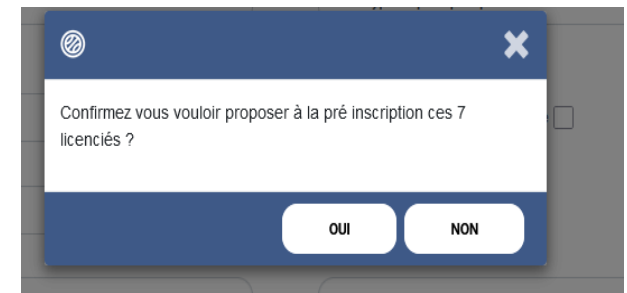 Confirmez vous vouloir proposer à la pré inscription ces 7
licenciés ?
OUI NON